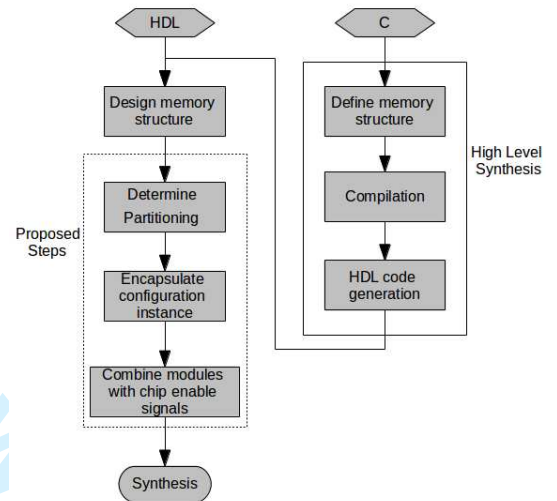 HDL
C
Design memory
structure
Define memory
structure
High Level
Synthesis
Determine
Partitioning
Compilation
Proposed
Steps
Encapsulate
configuration
instance
HDL code
generation
Combine modules
with chip enable
signals
Synthesis